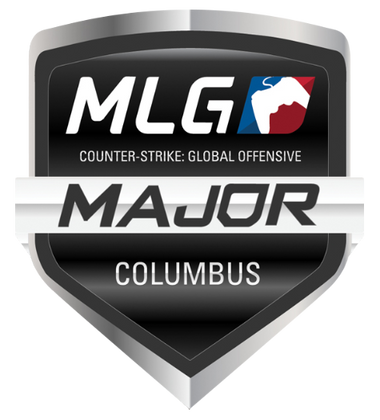 MLG
COUNTER-STRIKE: GLOBAL OFFENSIVE
MAJOR
COLUMBUS